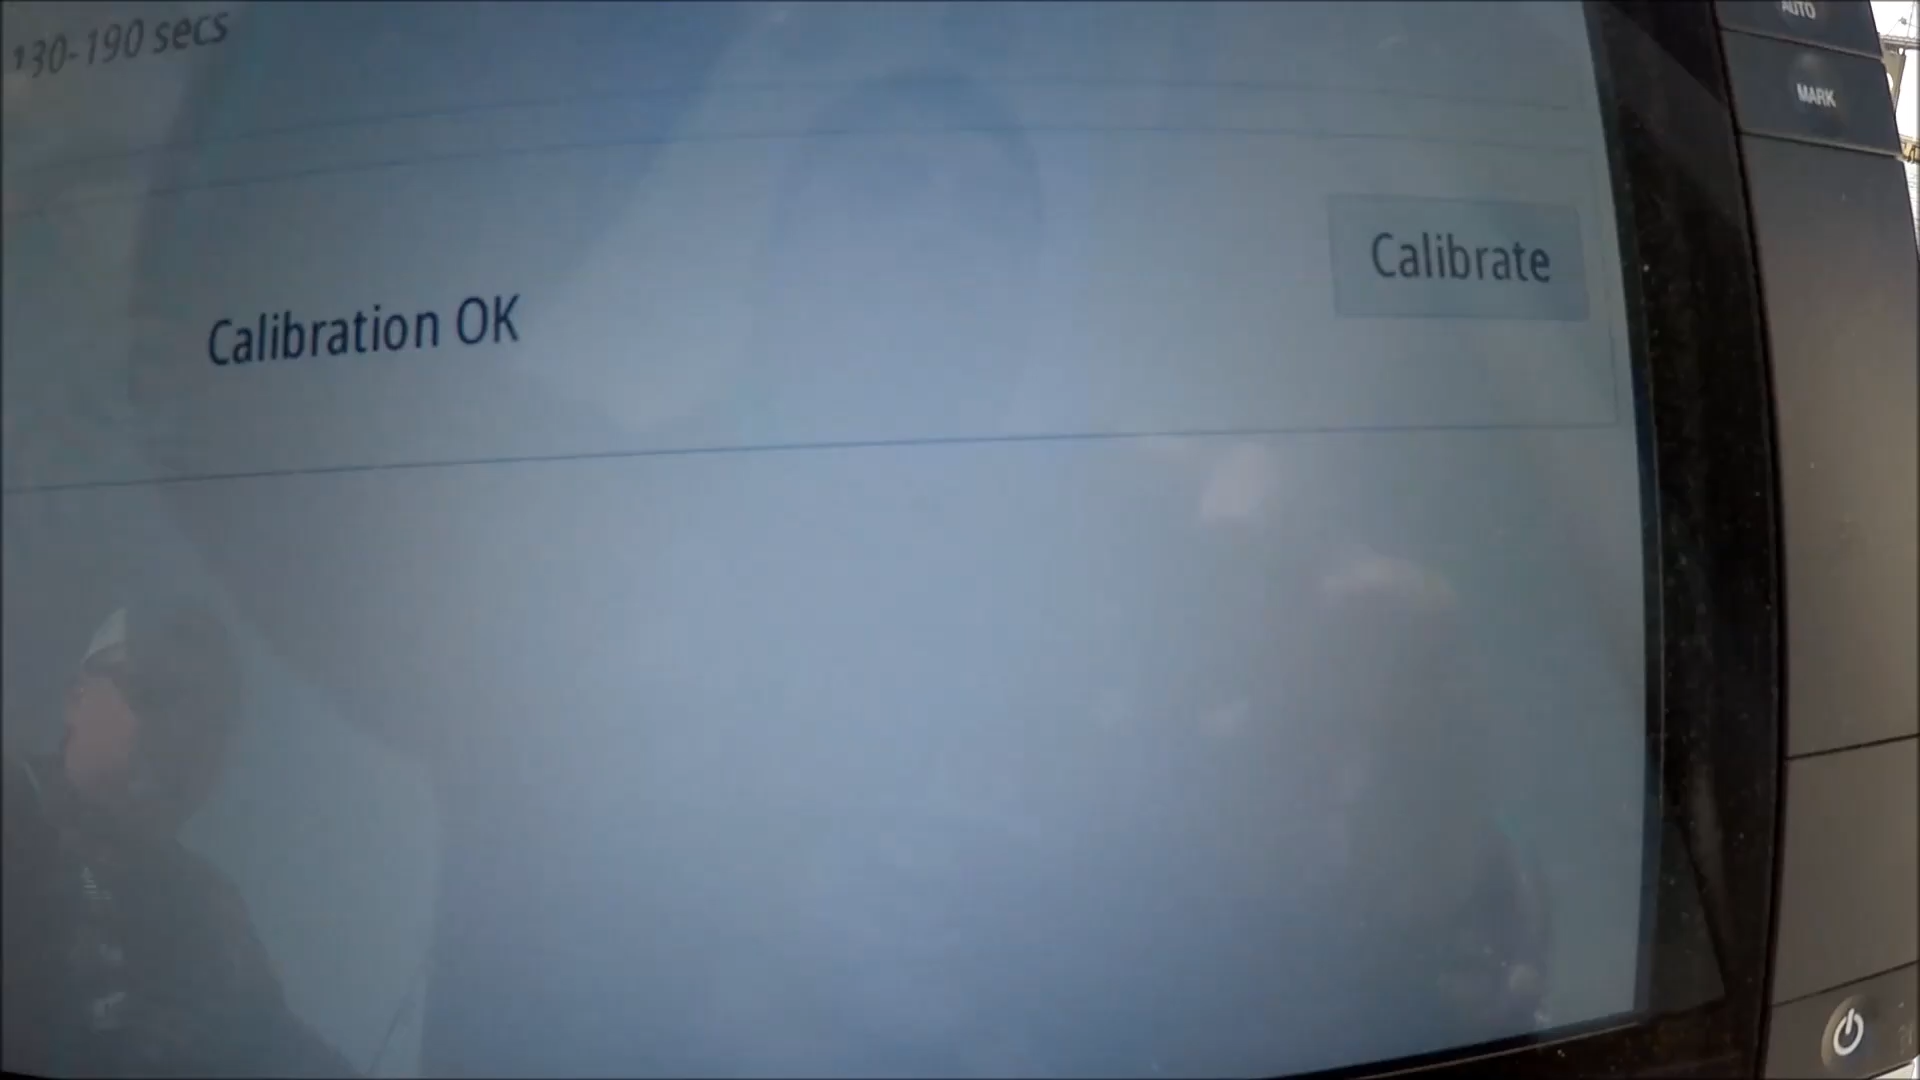 130-190 secs
AUTO
MARK
Calibrate
Calibration OK